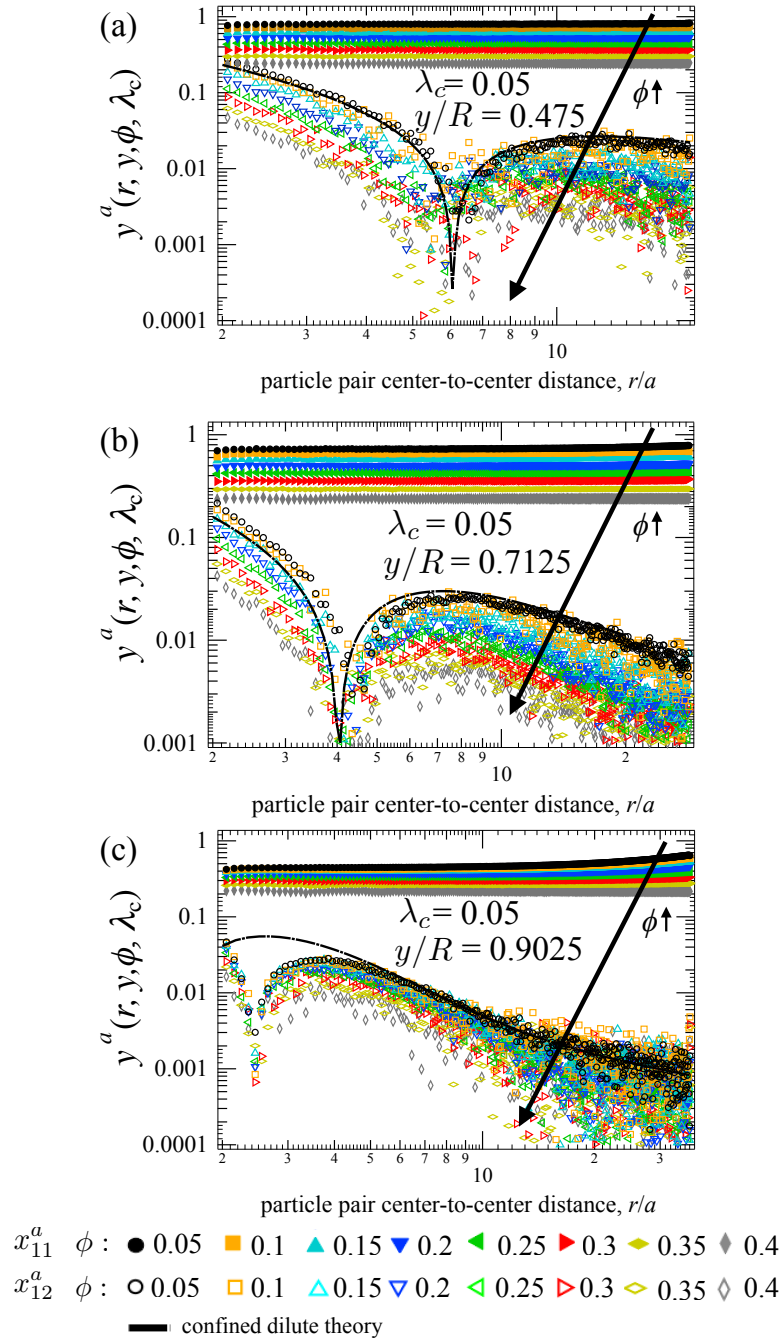 (a)
1
0.1
0.01
0.001
0.0001
y^a (r, y,ϕ, λ_c)
λ_c = 0.05
y/R = 0.475
ϕ↑
2 3 4 5 6 7 8 9 10
particle pair center-to-center distance, r/a
(b)
1
0.1
0.01
0.001
y^a (r, y,ϕ, λ_c)
λ_c = 0.05
y/R = 0.7125
ϕ↑
2 3 4 5 6 7 8 9 10 2
particle pair center-to-center distance, r/a
(c)
1
0.1
0.01
0.001
0.0001
y^a (r, y,ϕ, λ_c)
λ_c = 0.05
y/R = 0.9025
ϕ↑
2 3 4 5 6 7 8 9 10 2 3
particle pair center-to-center distance, r/a
x^a_11 ϕ : 0.05 0.1 0.15 0.2 0.25 0.3 0.35 0.4
x^a_12 ϕ : 0.05 0.1 0.15 0.2 0.25 0.3 0.35 0.4
confined dilute theory